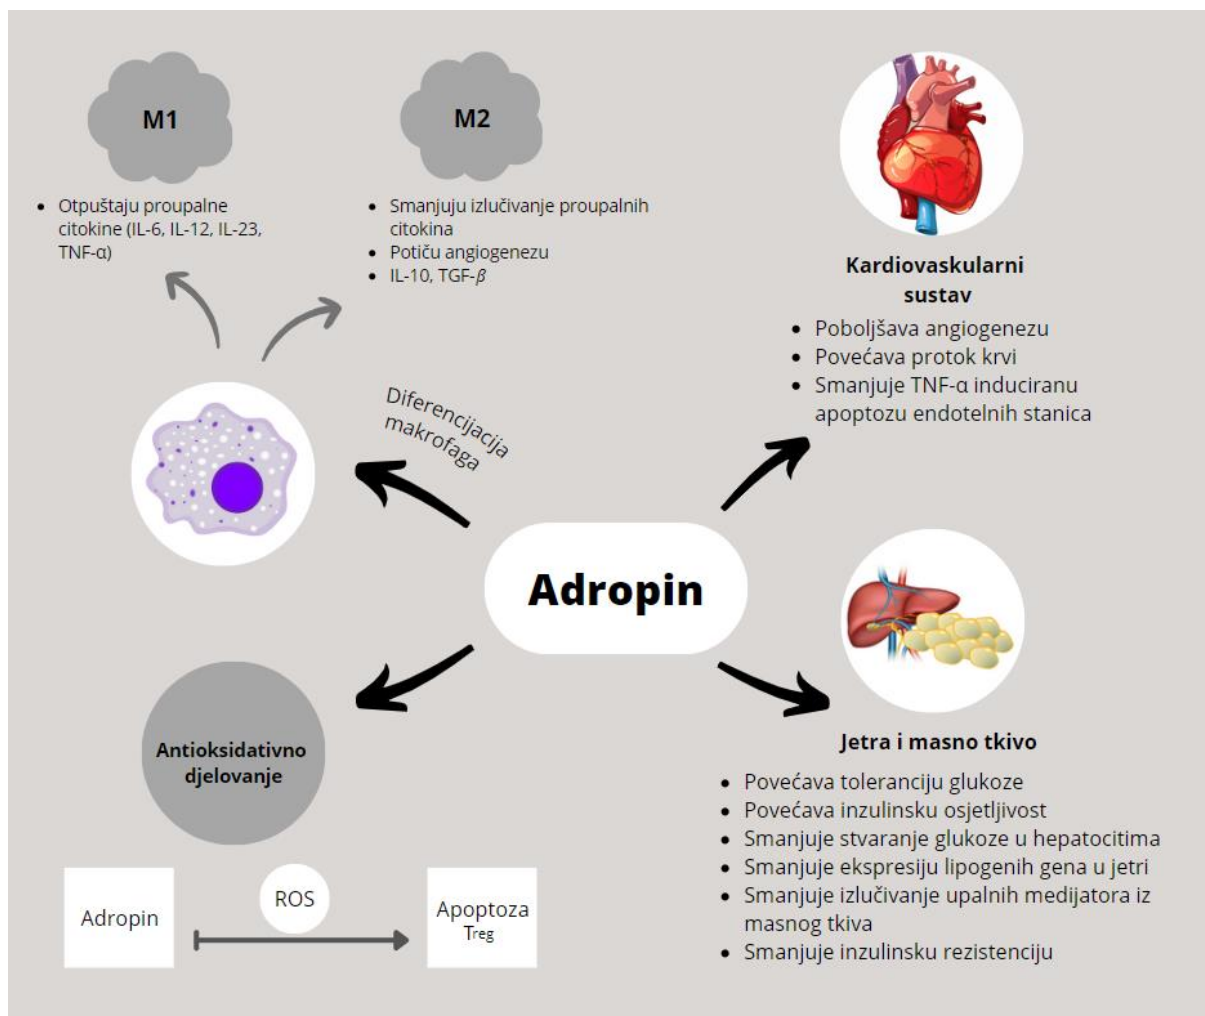 M1
• Otpuštaju proupalne
citokine (IL-6, IL-12, IL-23,
TNF-α)
M2
• Smanjuju izlučivanje proupalnih
citokina
• Potiču angiogenezu
• IL-10, TGF-β
Diferencijacija
makrofaga
Kardiovaskularni
sustav
• Poboljšava angiogenezu
• Povećava protok krvi
• Smanjuje TNF-α induciranu
apoptozu endotelnih stanica
Adropin
Antioksidativno
djelovanje
Adropin
ROS
Apoptoza
Treg
Jetra i masno tkivo
• Povećava toleranciju glukoze
• Povećava inzulinsku osjetljivost
• Smanjuje stvaranje glukoze u hepatocitima
• Smanjuje ekspresiju lipogenih gena u jetri
• Smanjuje izlučivanje upalnih medijatora iz
masnog tkiva
• Smanjuje inzulinsku rezistenciju